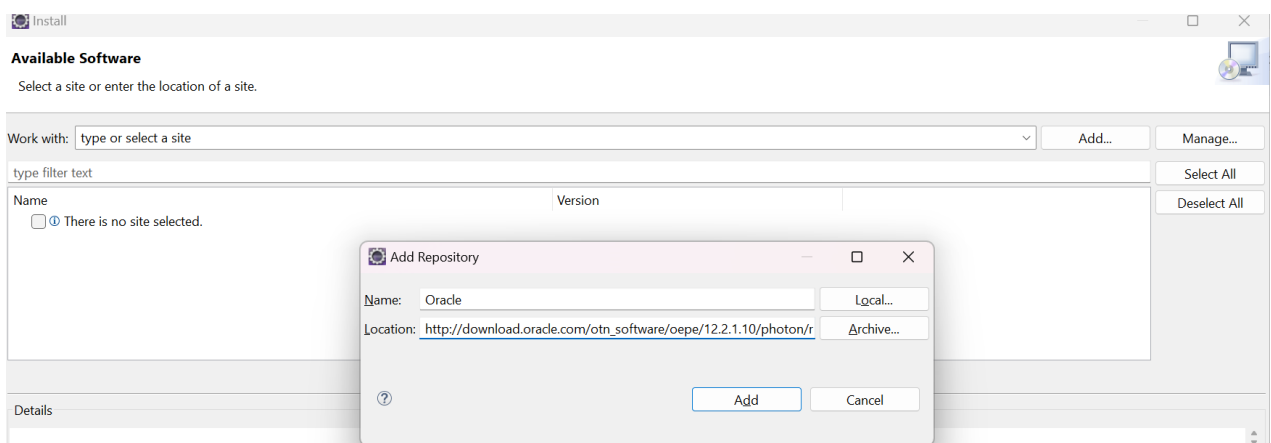 Install
Available Software
Select a site or enter the location of a site.
Work with: type or select a site Add... Manage...
type filter text Select All
Name Version Deselect All
There is no site selected.
Add Repository
Name: Oracle Local...
Location: http://download.oracle.com/otn_software/oepe/12.2.1.10/photon/r Archive...
Add Cancel
Details